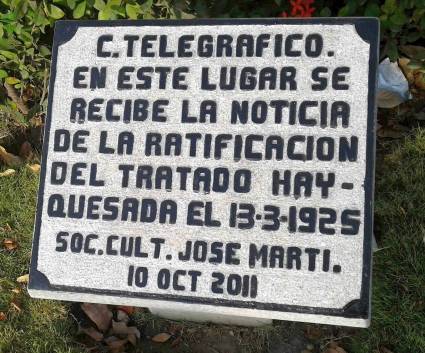 C. TELEGRAFICO.
EN ESTE LUGAR SE
RECIBE LA NOTICIA
DE LA RATIFICACION
DEL TRATADO HAY-
QUESADA EL 13-3-1925
SOC. CULT. JOSE MARTI.
10 OCT 2011